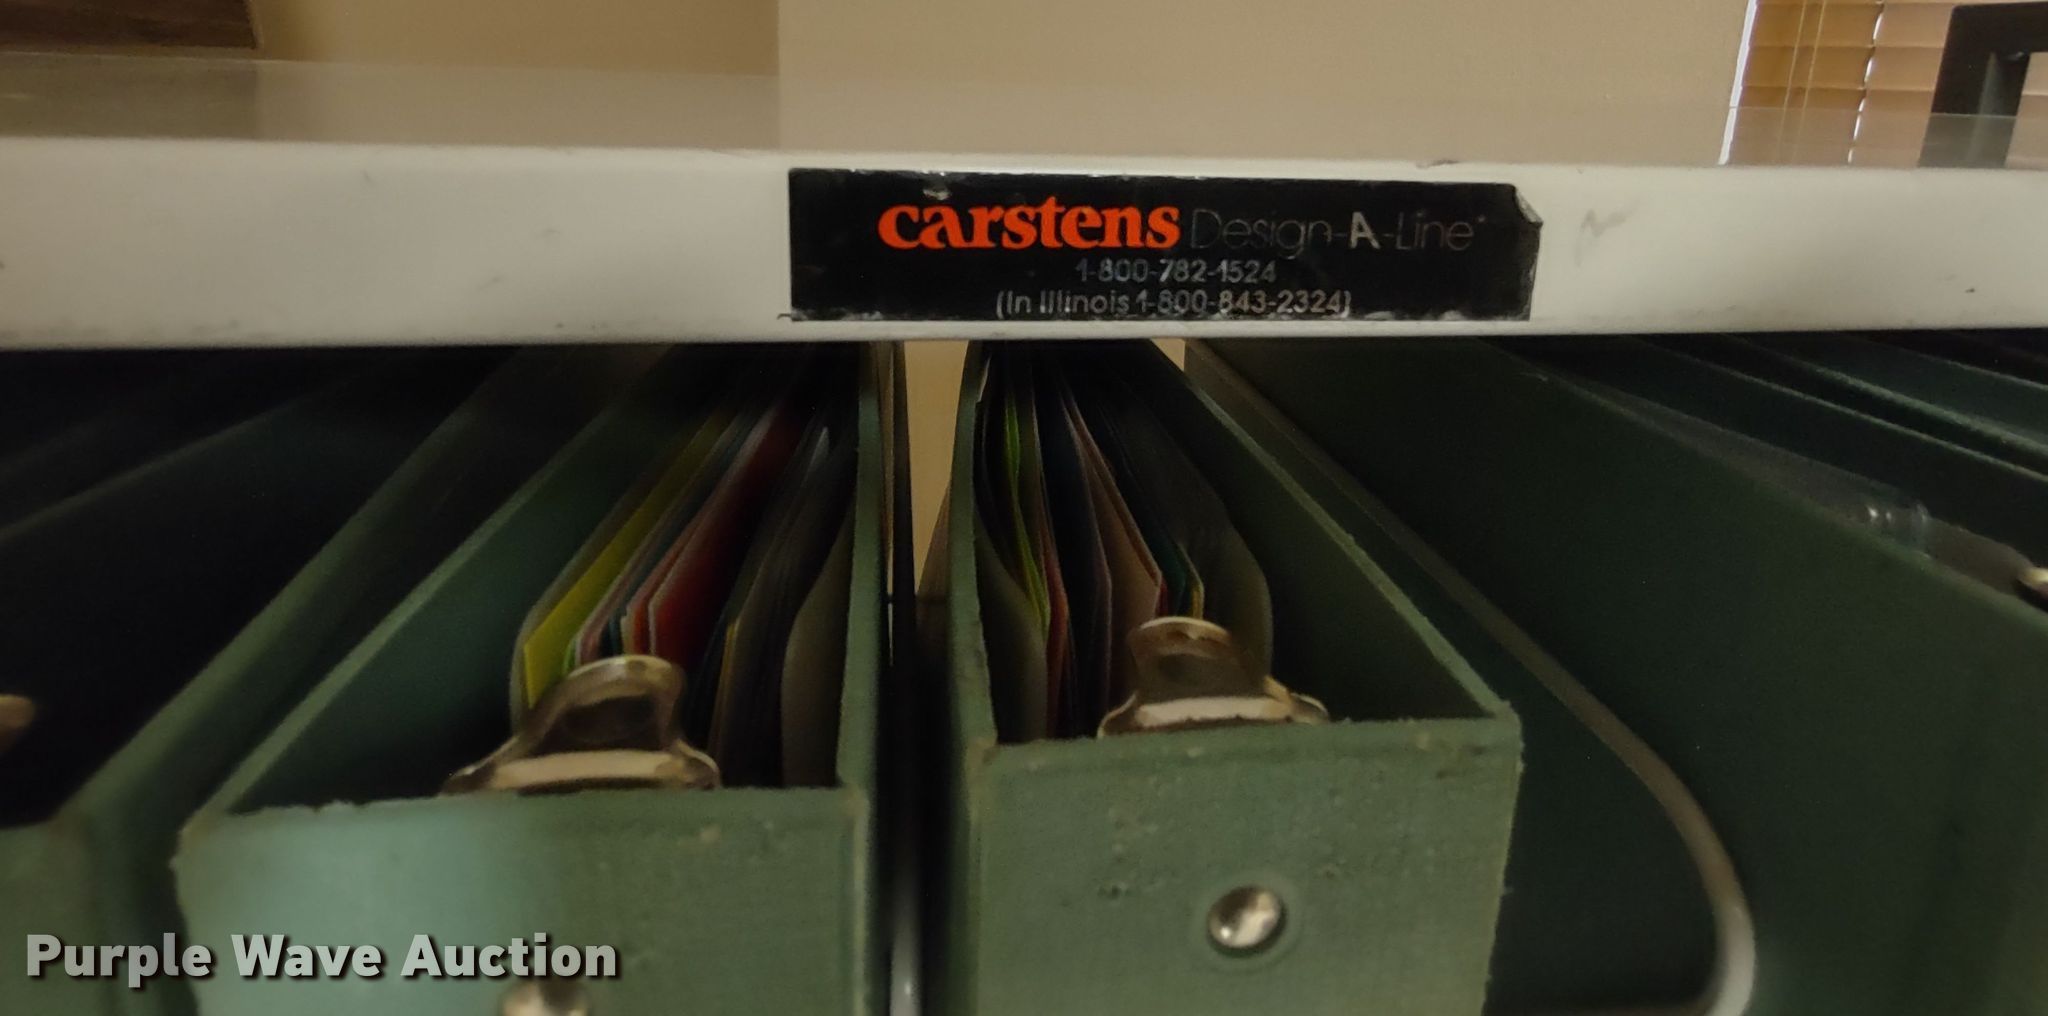 carstens Design-A-Line®
1-800-782-1524
(In Illinois 1-800-843-2324)
Purple Wave Auction